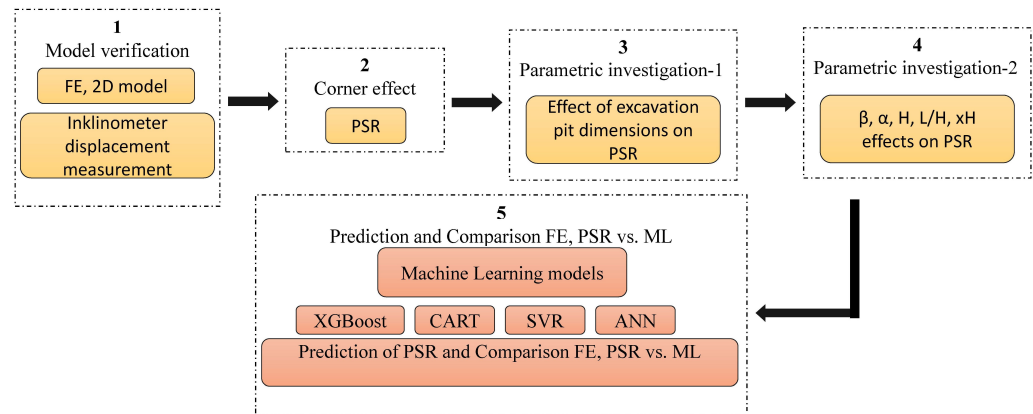 1
Model verification
FE, 2D model
Inklinometer
displacement
measurement
2
Corner effect
PSR
3
Parametric investigation-1
Effect of excavation
pit dimensions on
PSR
4
Parametric investigation-2
β, α, H, L/H, xH
effects on PSR
5
Prediction and Comparison FE, PSR vs. ML
Machine Learning models
XGBoost
CART
SVR
ANN
Prediction of PSR and Comparison FE, PSR vs. ML